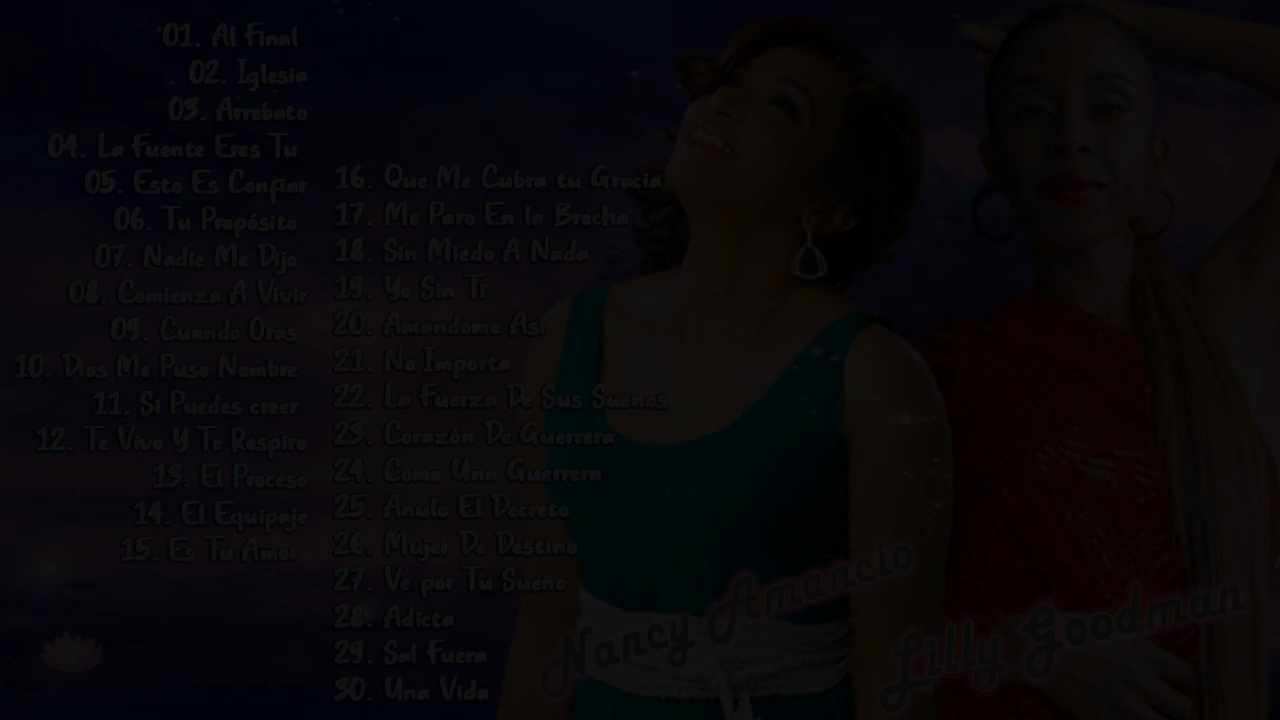 01. Al Final
02. Iglesia
03. Arrebato
04. La Fuente Eres Tu
05. Esto Es Confiar
06. Tu Propósito
07. Nadie Me Dijo
08. Comienza A Vivir
09. Cuando Oras
10. Dios Me Puso Nombre
11. Si Puedes creer
12. Te Vivo Y Te Respiro
13. El Proceso
14. El Equipaje
15. Es Tu Amor
16. Que Me Cubra tu Gracia
17. Me Paro En la Brecha
18. Sin Miedo A Nada
19. Yo Sin Ti
20. Amandome Asi
21. No Importa
22. La Fuerza De Sus Suenos
23. Corazón De Guerrera
24. Como Una Guerrera
25. Anulo El Decreto
26. Mujer De Destino
27. Ve por Tu Sueño
28. Adicta
29. Sal Fuera
30. Una Vida
Nancy Amancio
Lilly Goodman